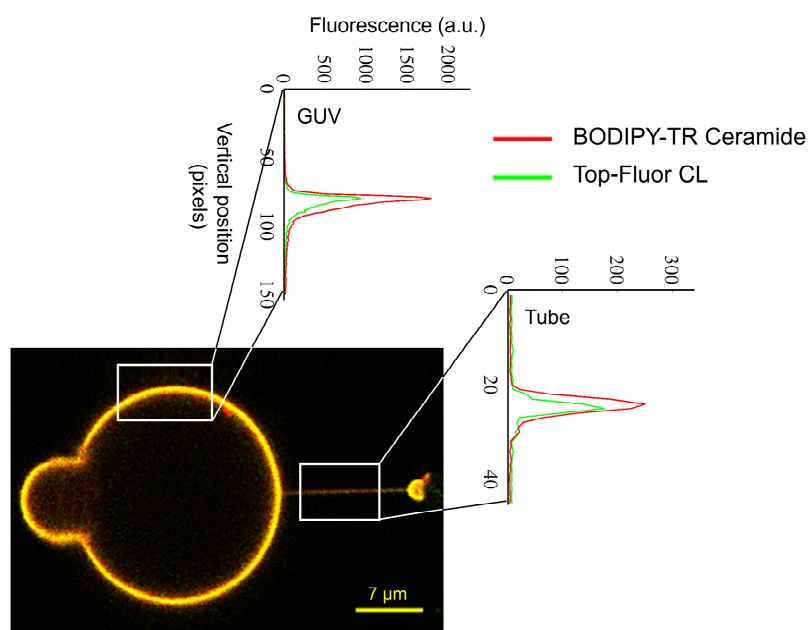 Fluorescence (a.u.)
0 500 1000 1500 2000
0
50
100
150
Vertical position
(pixels)
GUV
BODIPY-TR Ceramide
Top-Fluor CL
0 100 200 300
0
20
40
Tube
7 µm